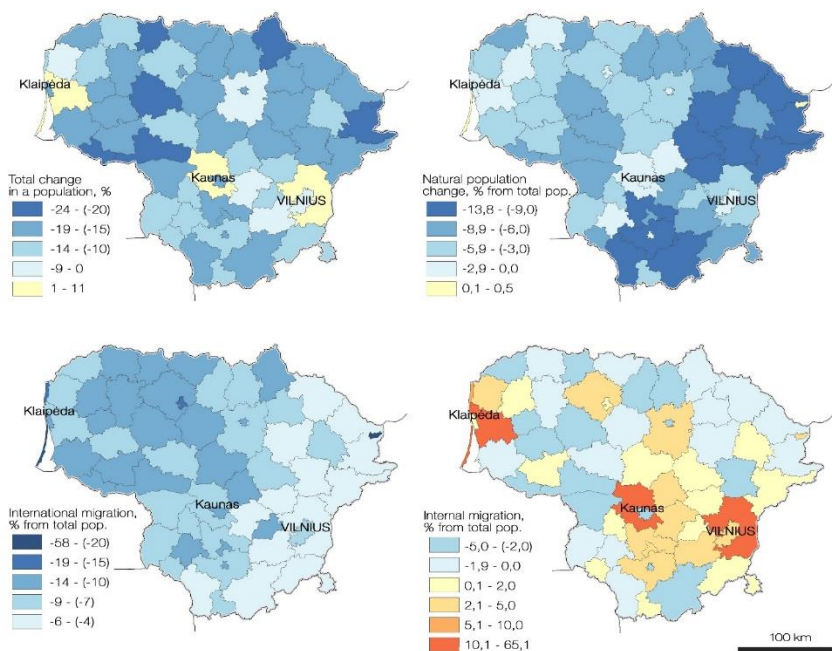 Klaipėda
Kaunas
VILNIUS
Total change
in a population, %
-24 - (-20)
-19 - (-15)
-14 - (-10)
-9 - 0
1 - 11
Klaipėda
Kaunas
VILNIUS
Natural population
change, % from total pop.
-13,8 - (-9,0)
-8,9 - (-6,0)
-5,9 - (-3,0)
-2,9 - 0,0
0,1 - 0,5
Klaipėda
Kaunas
VILNIUS
International migration,
% from total pop.
-58 - (-20)
-19 - (-15)
-14 - (-10)
-9 - (-7)
-6 - (-4)
Klaipėda
Kaunas
VILNIUS
Internal migration,
% from total pop.
-5,0 - (-2,0)
-1,9 - 0,0
0,1 - 2,0
2,1 - 5,0
5,1 - 10,0
10,1 - 65,1
100 km